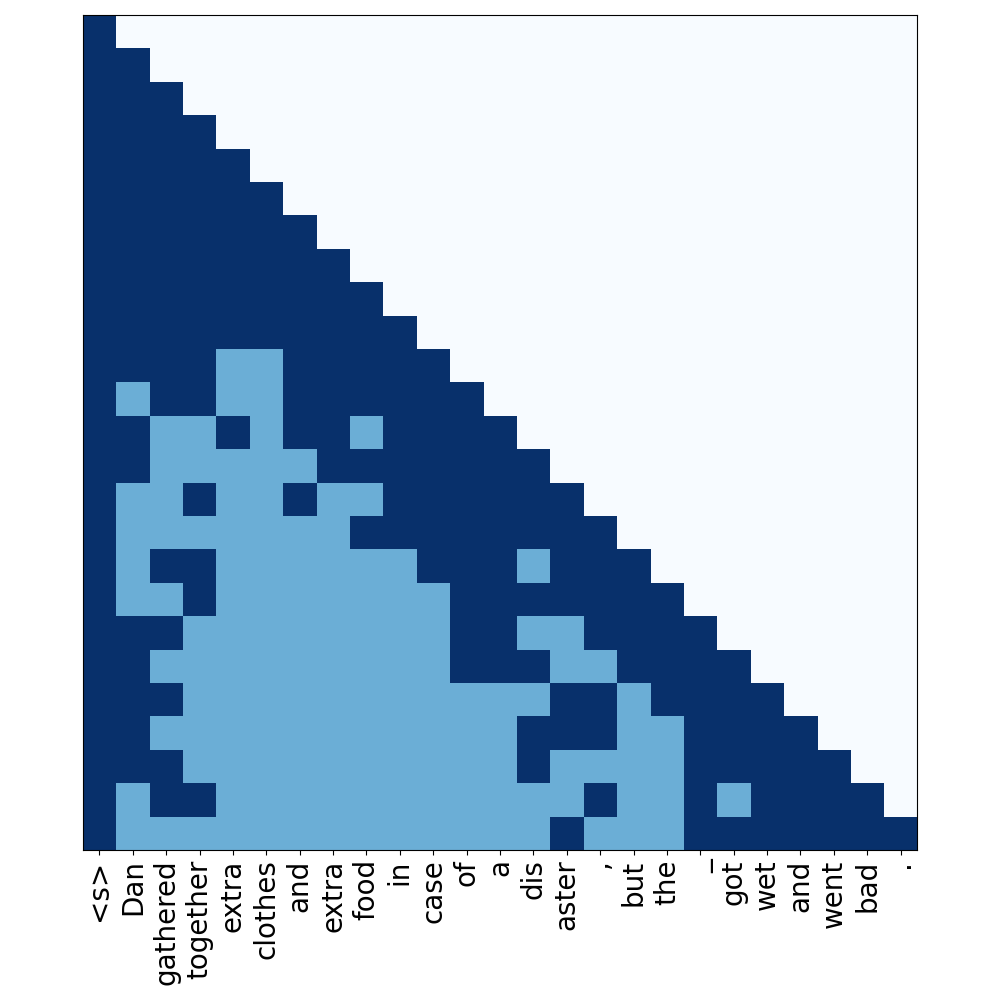 <s> Dan gathered together extra clothes and extra food in case of a dis aster , but the _ got wet and went bad .